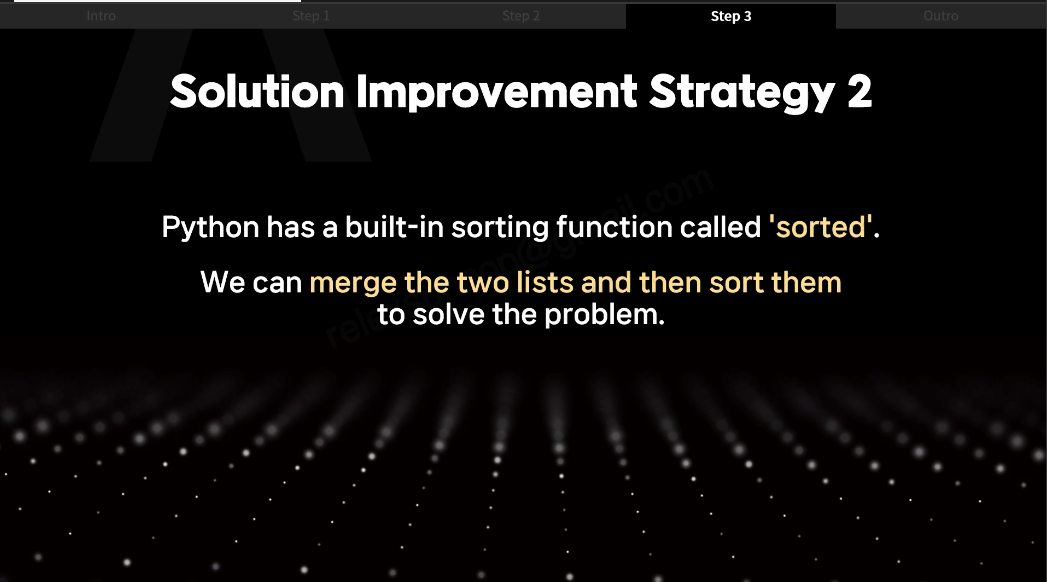 Intro
Step 1
Step 2
Step 3
Outro
Solution Improvement Strategy 2
Python has a built-in sorting function called 'sorted'.
We can merge the two lists and then sort them
to solve the problem.